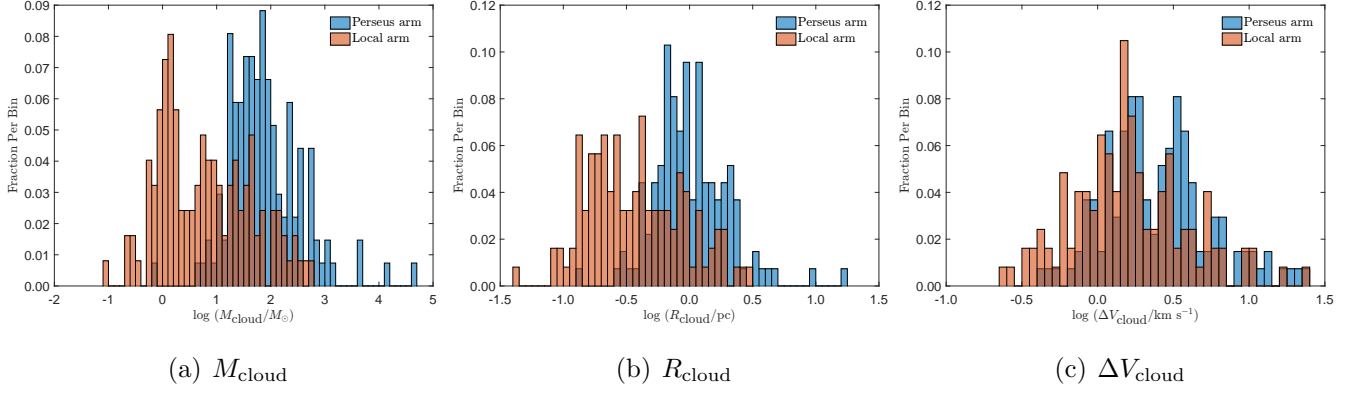 0.09
0.08
0.07
0.06
0.05
0.04
0.03
0.02
0.01
0.00
Fraction Per Bin
Perseus arm
Local arm
-2 -1 0 1 2 3 4 5
log (M_cloud/M_⊙)
(a) M_cloud
0.12
0.10
0.08
0.06
0.04
0.02
0.00
Fraction Per Bin
Perseus arm
Local arm
-1.5 -1.0 -0.5 0.0 0.5 1.0 1.5
log (R_cloud/pc)
(b) R_cloud
0.12
0.10
0.08
0.06
0.04
0.02
0.00
Fraction Per Bin
Perseus arm
Local arm
-1.0 -0.5 0.0 0.5 1.0 1.5
log (ΔV_cloud/km s⁻¹)
(c) ΔV_cloud